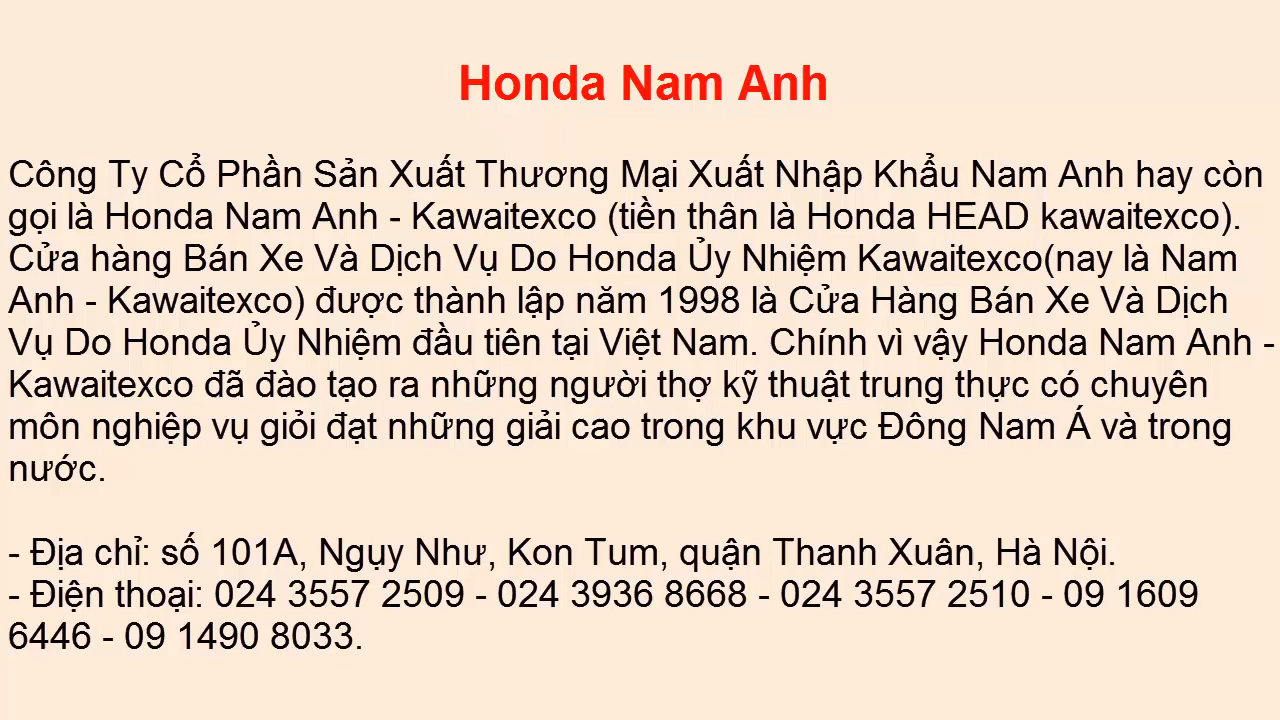 Honda Nam Anh
Công Ty Cổ Phần Sản Xuất Thương Mại Xuất Nhập Khẩu Nam Anh hay còn
gọi là Honda Nam Anh - Kawaitexco (tiền thân là Honda HEAD kawaitexco).
Cửa hàng Bán Xe Và Dịch Vụ Do Honda Ủy Nhiệm Kawaitexco(nay là Nam
Anh - Kawaitexco) được thành lập năm 1998 là Cửa Hàng Bán Xe Và Dịch
Vụ Do Honda Ủy Nhiệm đầu tiên tại Việt Nam. Chính vì vậy Honda Nam Anh -
Kawaitexco đã đào tạo ra những người thợ kỹ thuật trung thực có chuyên
môn nghiệp vụ giỏi đạt những giải cao trong khu vực Đông Nam Á và trong
nước.
- Địa chỉ: số 101A, Ngụy Như, Kon Tum, quận Thanh Xuân, Hà Nội.
- Điện thoại: 024 3557 2509 - 024 3936 8668 - 024 3557 2510 - 09 1609
6446 - 09 1490 8033.